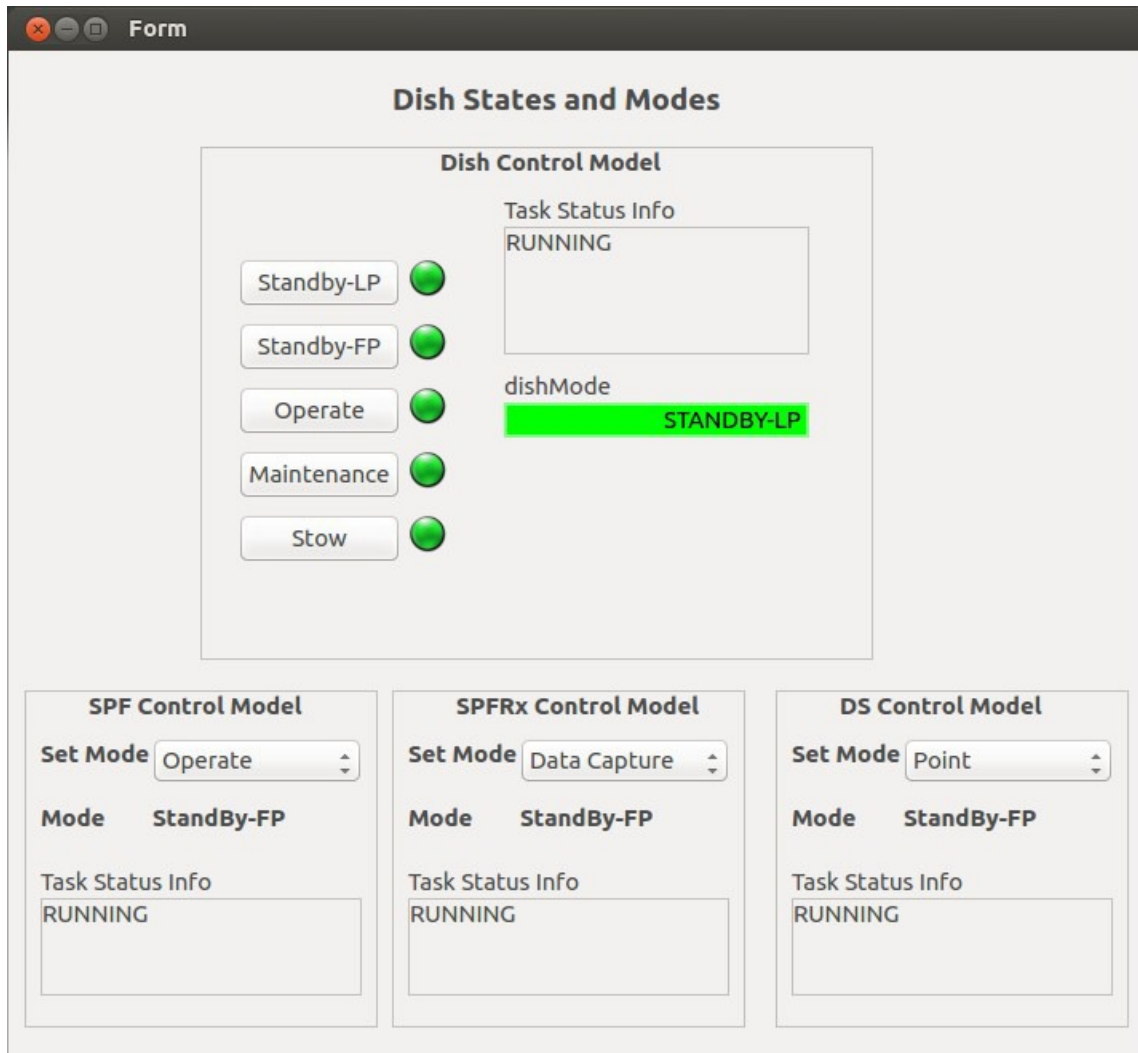 Form
Dish States and Modes
Dish Control Model
Task Status Info
RUNNING
Standby-LP
Standby-FP
dishMode
Operate
STANDBY-LP
Maintenance
Stow
SPF Control Model
Set Mode Operate
Mode StandBy-FP
Task Status Info
RUNNING
SPFRx Control Model
Set Mode Data Capture
Mode StandBy-FP
Task Status Info
RUNNING
DS Control Model
Set Mode Point
Mode StandBy-FP
Task Status Info
RUNNING